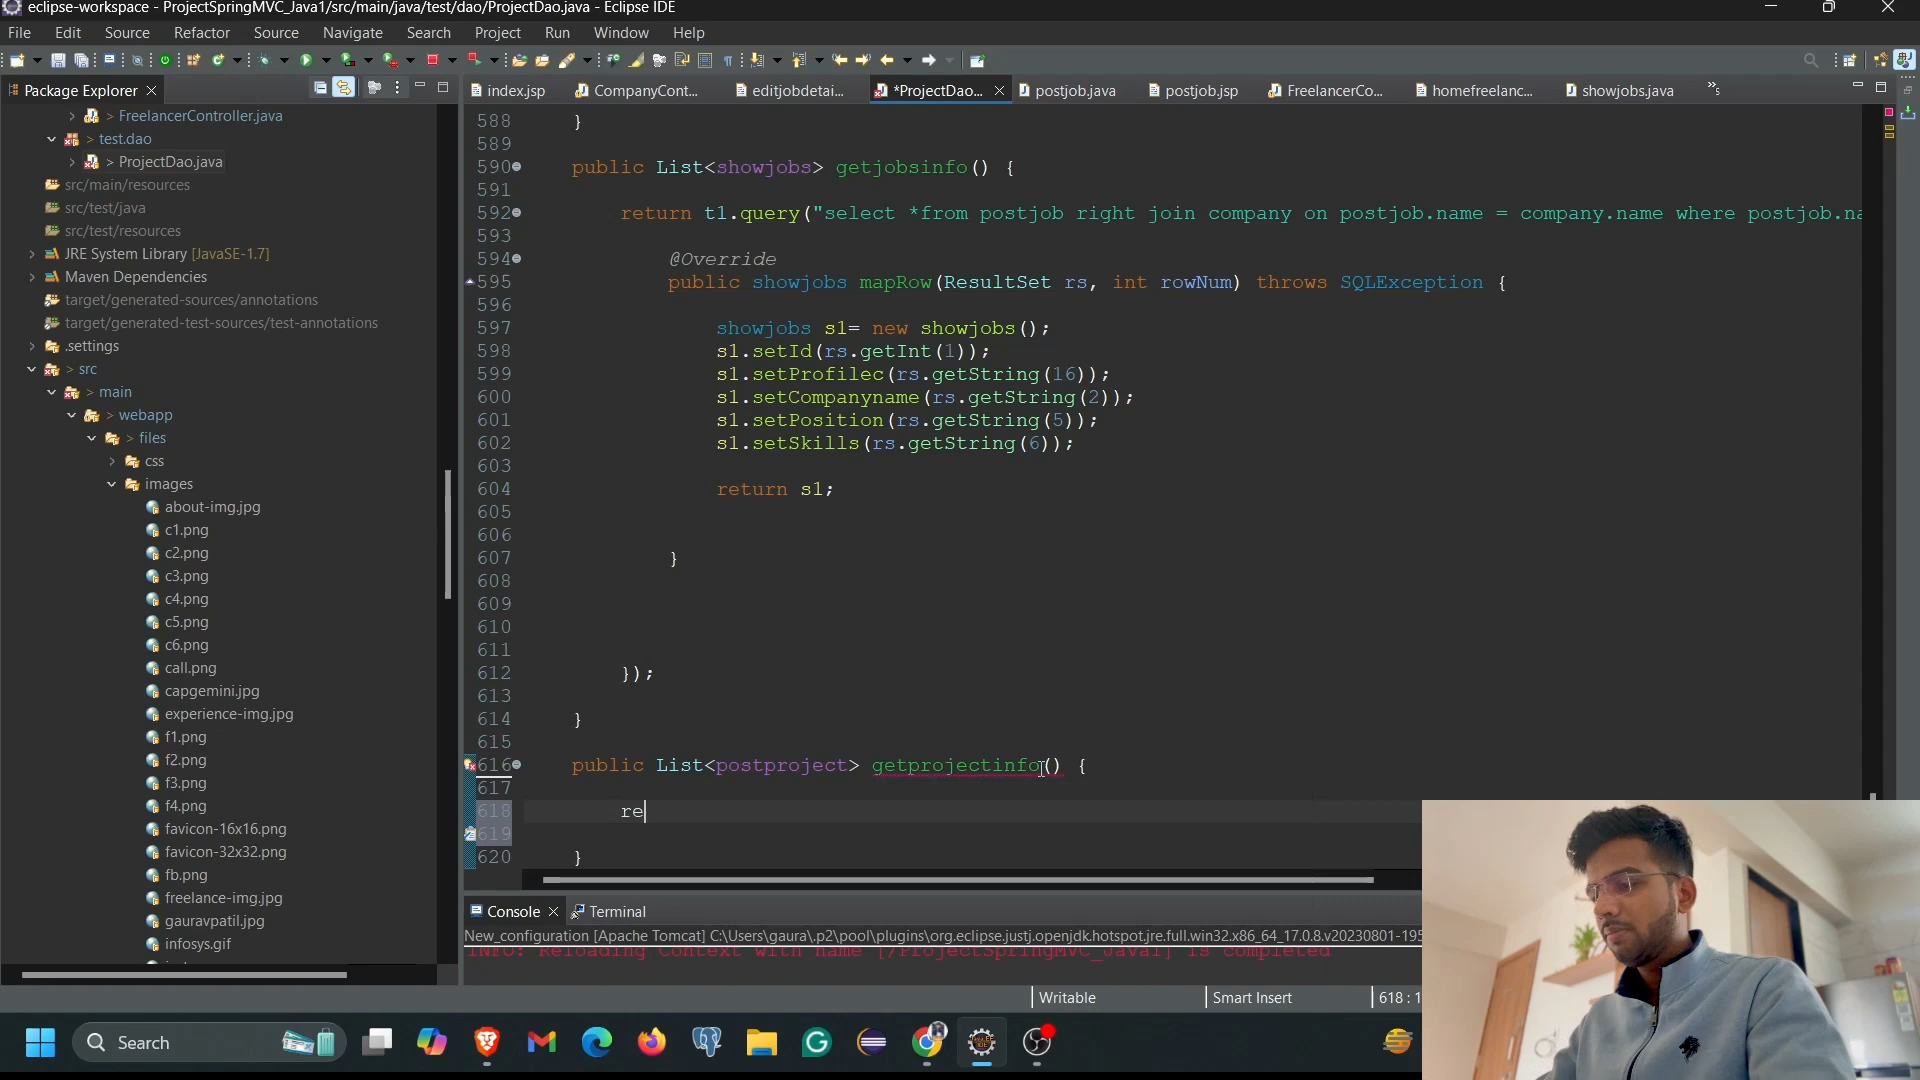 eclipse-workspace - ProjectSpringMVC_Java1/src/main/java/test/dao/ProjectDao.java - Eclipse IDE
File Edit Source Refactor Source Navigate Search Project Run Window Help
Package Explorer
index.jsp CompanyCont... editjobdetai... *ProjectDao... postjob.java postjob.jsp FreelancerCo... homefreelanc... showjobs.java »5
> FreelancerController.java
> test.dao
> ProjectDao.java
src/main/resources
src/test/java
src/test/resources
JRE System Library [JavaSE-1.7]
Maven Dependencies
target/generated-sources/annotations
target/generated-test-sources/test-annotations
.settings
> src
> main
> webapp
> files
css
images
about-img.jpg
c1.png
c2.png
c3.png
c4.png
c5.png
c6.png
call.png
capgemini.jpg
experience-img.jpg
f1.png
f2.png
f3.png
f4.png
favicon-16x16.png
favicon-32x32.png
fb.png
freelance-img.jpg
gauravpatil.jpg
infosys.gif
588 }
589
590 public List<showjobs> getjobsinfo() {
591
592 return t1.query("select *from postjob right join company on postjob.name = company.name where postjob.na
593
594 @Override
595 public showjobs mapRow(ResultSet rs, int rowNum) throws SQLException {
596
597 showjobs s1= new showjobs();
598 s1.setId(rs.getInt(1));
599 s1.setProfilec(rs.getString(16));
600 s1.setCompanyname(rs.getString(2));
601 s1.setPosition(rs.getString(5));
602 s1.setSkills(rs.getString(6));
603
604 return s1;
605
606
607 }
608
609
610
611
612 });
613
614 }
615
616 public List<postproject> getprojectinfo() {
617
618 re
619
620 }
Console Terminal
New_configuration [Apache Tomcat] C:\Users\gaura\.p2\pool\plugins\org.eclipse.justj.openjdk.hotspot.jre.full.win32.x86_64_17.0.8.v20230801-195
INFO: Reloading Context with name [/ProjectSpringMVC_Java1] is completed
Writable Smart Insert 618 : 1
Search